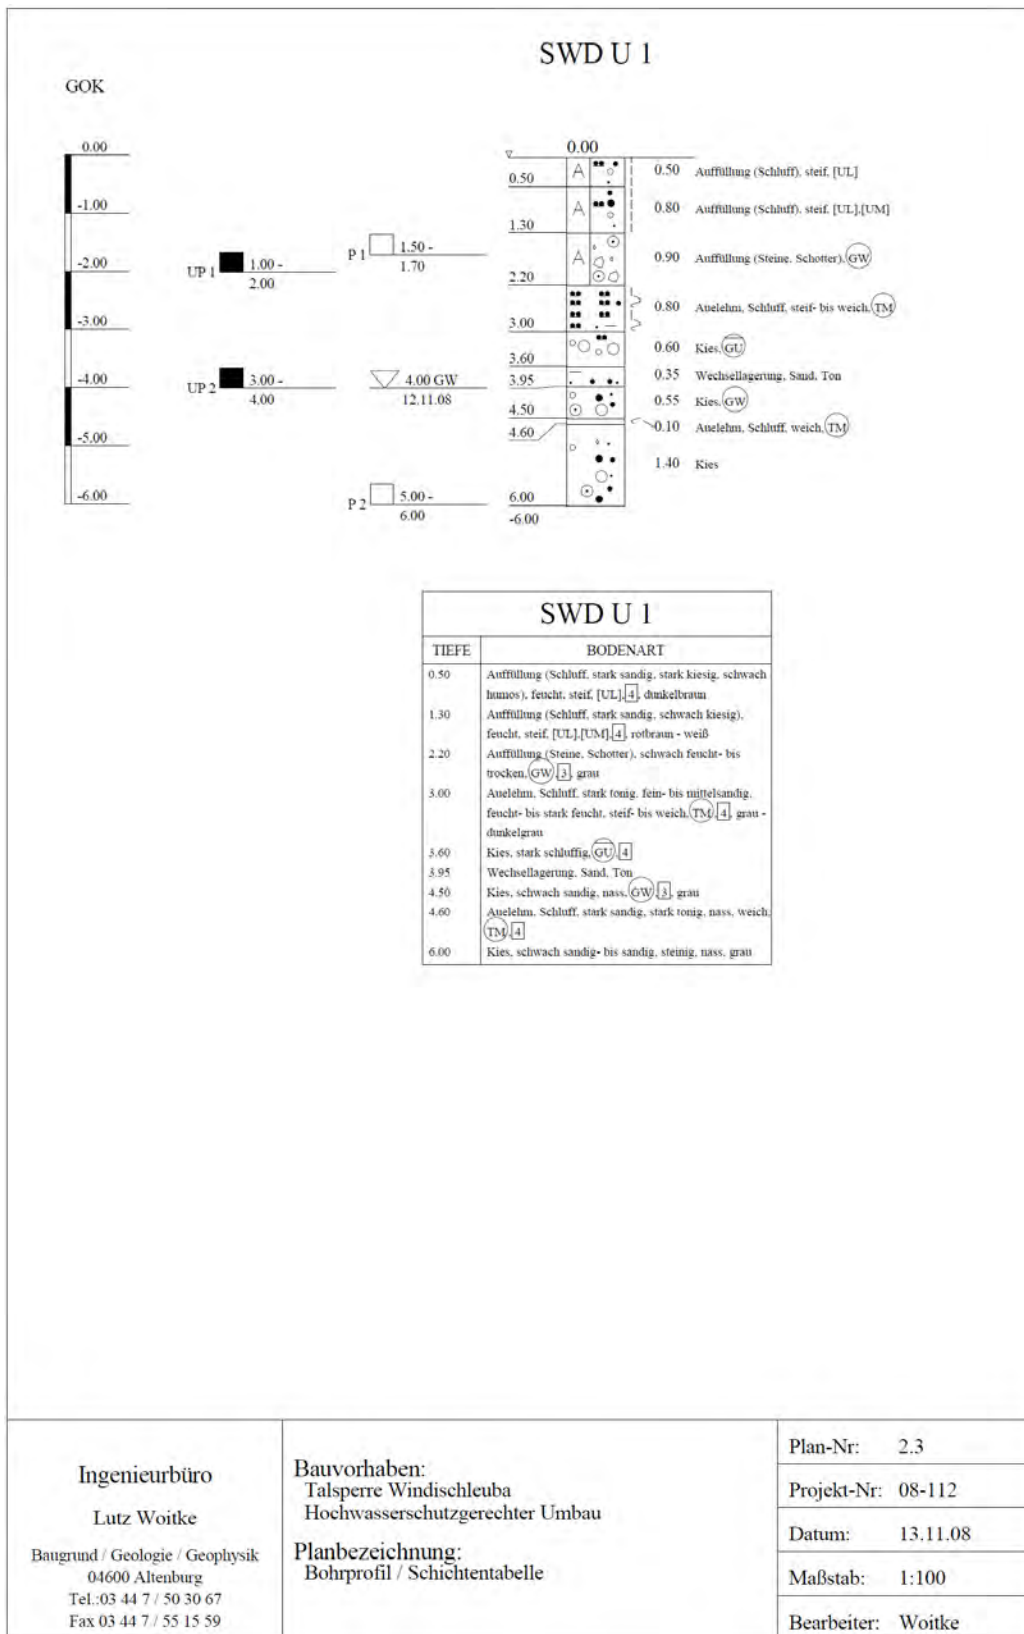 SWD U 1
GOK
0.00
-1.00
-2.00
-3.00
-4.00
-5.00
-6.00
UP 1 1.00 -
2.00
UP 2 3.00 -
4.00
P 1 1.50 -
1.70
4.00 GW
12.11.08
P 2 5.00 -
6.00
0.00
0.50 A 0.50 Auffüllung (Schluff), steif, [UL]
1.30 A 0.80 Auffüllung (Schluff), steif, [UL],[UM]
2.20 A 0.90 Auffüllung (Steine, Schotter), GW
3.00 0.80 Auelehm, Schluff, steif- bis weich, TM
3.60 0.60 Kies, GU
3.95 0.35 Wechsellagerung, Sand, Ton
4.50 0.55 Kies, GW
4.60 0.10 Auelehm, Schluff, weich, TM
6.00 1.40 Kies
-6.00
SWD U 1
TIEFE BODENART
0.50 Auffüllung (Schluff, stark sandig, stark kiesig, schwach
humos), feucht, steif, [UL], 4, dunkelbraun
1.30 Auffüllung (Schluff, stark sandig, schwach kiesig),
feucht, steif, [UL],[UM], 4, rotbraun - weiß
2.20 Auffüllung (Steine, Schotter), schwach feucht- bis
trocken, GW, 3, grau
3.00 Auelehm, Schluff, stark tonig, fein- bis mittelsandig,
feucht- bis stark feucht, steif- bis weich, TM, 4, grau -
dunkelgrau
3.60 Kies, stark schluffig, GU, 4
3.95 Wechsellagerung, Sand, Ton
4.50 Kies, schwach sandig, nass, GW, 3, grau
4.60 Auelehm, Schluff, stark sandig, stark tonig, nass, weich,
TM, 4
6.00 Kies, schwach sandig- bis sandig, steinig, nass, grau
Ingenieurbüro
Lutz Woitke
Baugrund / Geologie / Geophysik
04600 Altenburg
Tel.:03 44 7 / 50 30 67
Fax 03 44 7 / 55 15 59
Bauvorhaben:
Talsperre Windischleuba
Hochwasserschutzgerechter Umbau
Planbezeichnung:
Bohrprofil / Schichtentabelle
Plan-Nr: 2.3
Projekt-Nr: 08-112
Datum: 13.11.08
Maßstab: 1:100
Bearbeiter: Woitke